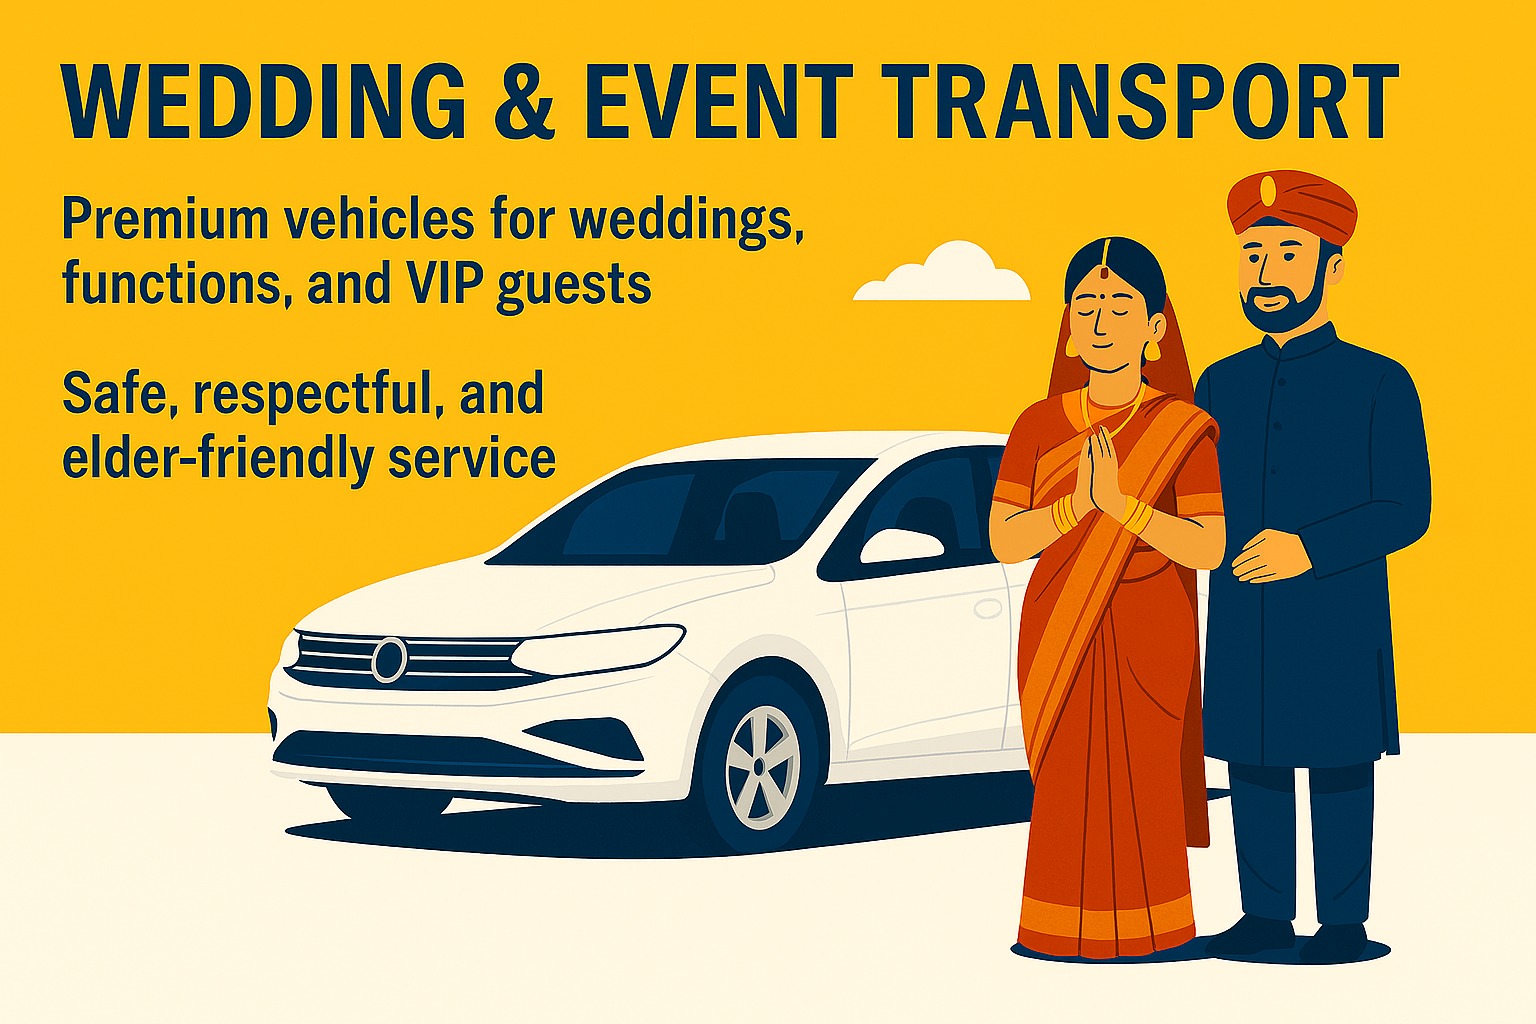 WEDDING & EVENT TRANSPORT
Premium vehicles for weddings,
functions, and VIP guests
Safe, respectful, and
elder-friendly service